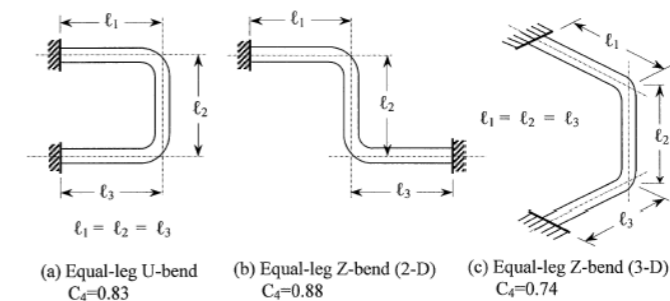 ℓ₁
ℓ₂
ℓ₃
ℓ₁ = ℓ₂ = ℓ₃
(a) Equal-leg U-bend
C₄=0.83
ℓ₁
ℓ₂
ℓ₃
(b) Equal-leg Z-bend (2-D)
C₄=0.88
ℓ₁
ℓ₁ = ℓ₂ = ℓ₃
ℓ₂
ℓ₃
(c) Equal-leg Z-bend (3-D)
C₄=0.74